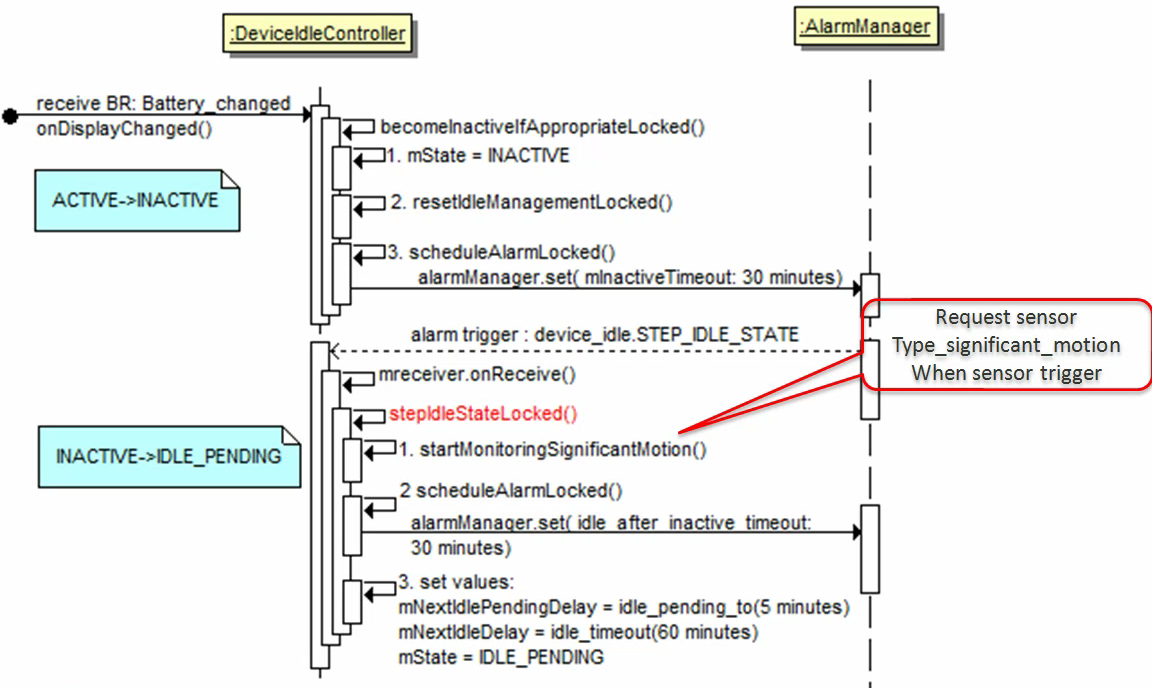 :DeviceIdleController
:AlarmManager
receive BR: Battery_changed
onDisplayChanged()
becomeInactiveIfAppropriateLocked()
1. mState = INACTIVE
ACTIVE->INACTIVE
2. resetIdleManagementLocked()
3. scheduleAlarmLocked()
alarmManager.set( mInactiveTimeout: 30 minutes)
Request sensor
Type_significant_motion
When sensor trigger
alarm trigger : device_idle.STEP_IDLE_STATE
mreceiver.onReceive()
stepIdleStateLocked()
1. startMonitoringSignificantMotion()
INACTIVE->IDLE_PENDING
2 scheduleAlarmLocked()
alarmManager.set( idle_after_inactive_timeout:
30 minutes)
3. set values:
mNextIdlePendingDelay = idle_pending_to(5 minutes)
mNextIdleDelay = idle_timeout(60 minutes)
mState = IDLE_PENDING